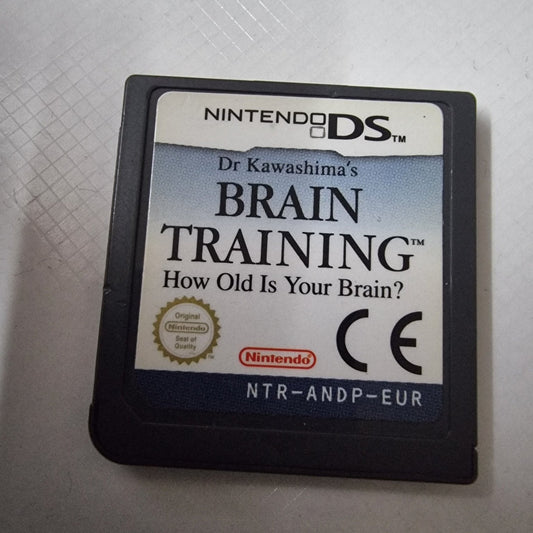 NINTENDO DS™
Dr Kawashima's
BRAIN
TRAINING™
How Old Is Your Brain?
Original
Nintendo
Seal of
Quality
TM
Nintendo
CE
NTR-ANDP-EUR